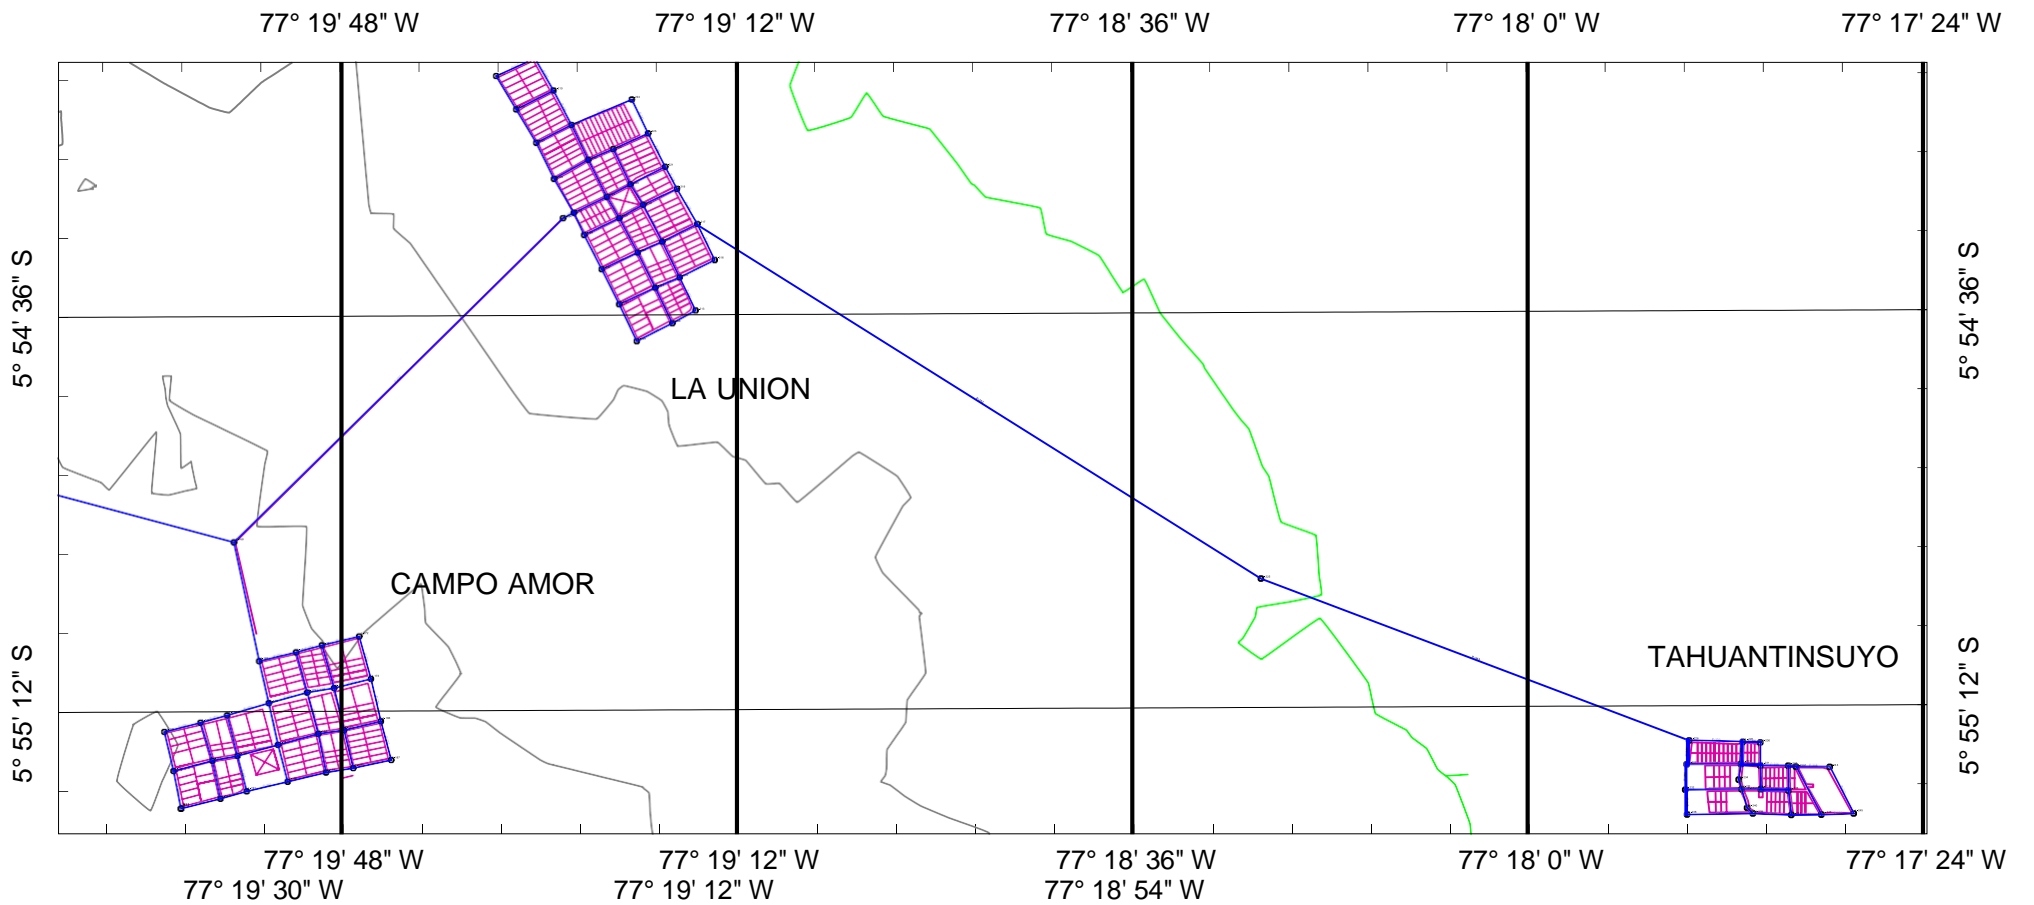 77° 19' 48" W 77° 19' 12" W 77° 18' 36" W 77° 18' 0" W 77° 17' 24" W
5° 54' 36" S
5° 54' 36" S
LA UNION
CAMPO AMOR
TAHUANTINSUYO
5° 55' 12" S
5° 55' 12" S
77° 19' 48" W 77° 19' 12" W 77° 18' 36" W 77° 18' 0" W 77° 17' 24" W
77° 19' 30" W 77° 19' 12" W 77° 18' 54" W